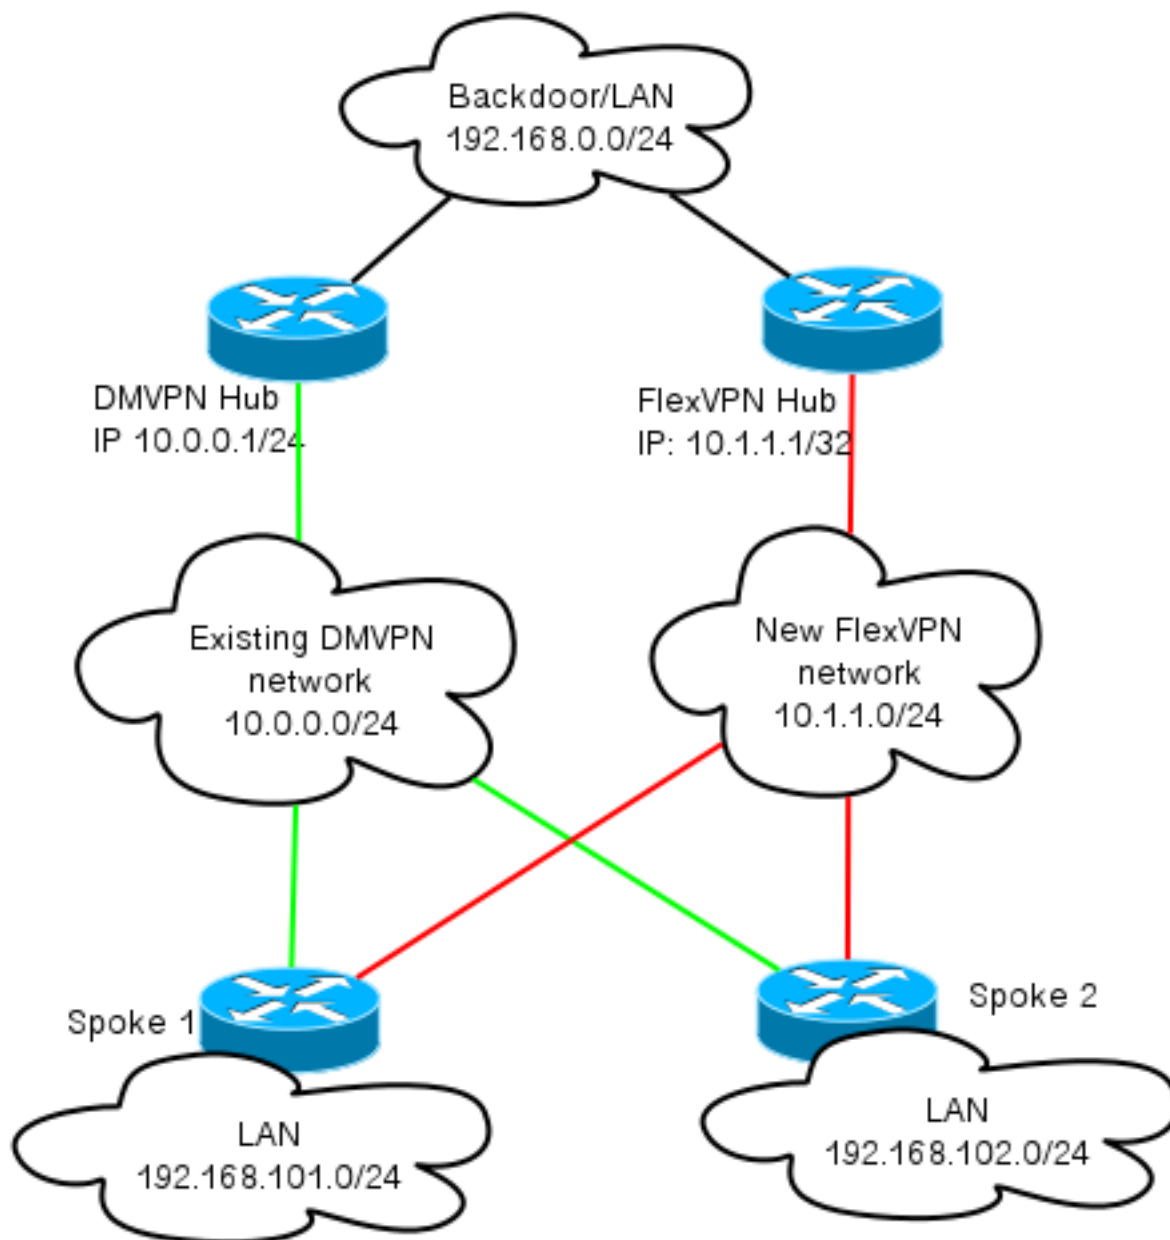 Backdoor/LAN
192.168.0.0/24
DMVPN Hub
IP 10.0.0.1/24
FlexVPN Hub
IP: 10.1.1.1/32
Existing DMVPN
network
10.0.0.0/24
New FlexVPN
network
10.1.1.0/24
Spoke 1
Spoke 2
LAN
192.168.101.0/24
LAN
192.168.102.0/24